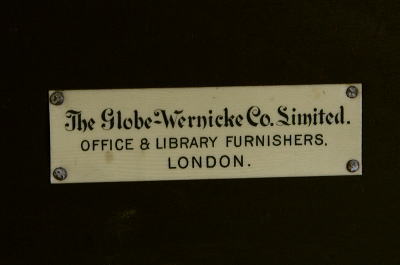 The Globe-Wernicke Co. Limited.
OFFICE & LIBRARY FURNISHERS.
LONDON.